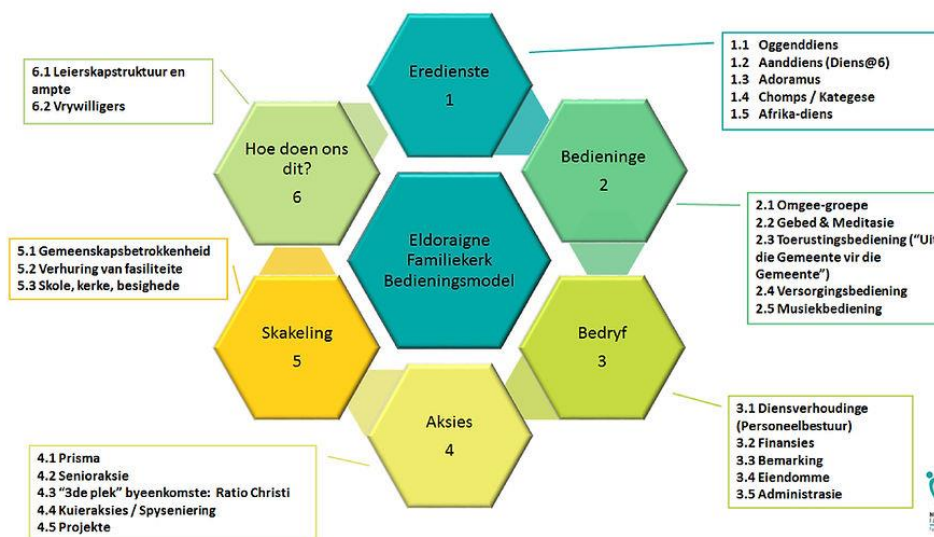 Eredienste
1
1.1 Oggenddiens
1.2 Aanddiens (Diens@6)
1.3 Adoramus
1.4 Chomps / Kategese
1.5 Afrika-diens
Bedieninge
2
2.1 Omgee-groepe
2.2 Gebed & Meditasie
2.3 Toerustingsbediening (“Uit
die Gemeente vir die
Gemeente”)
2.4 Versorgingsbediening
2.5 Musiekbediening
Eldoraigne
Familiekerk
Bedieningsmodel
Bedryf
3
3.1 Diensverhoudinge
(Personeelbestuur)
3.2 Finansies
3.3 Bemarking
3.4 Eiendomme
3.5 Administrasie
Aksies
4
4.1 Prisma
4.2 Senioraksie
4.3 “3de plek” byeenkomste: Ratio Christi
4.4 Kuieraksies / Spyseniering
4.5 Projekte
Skakeling
5
5.1 Gemeenskapsbetrokkenheid
5.2 Verhuring van fasiliteite
5.3 Skole, kerke, besighede
Hoe doen ons
dit?
6
6.1 Leierskapstruktuur en
ampte
6.2 Vrywilligers